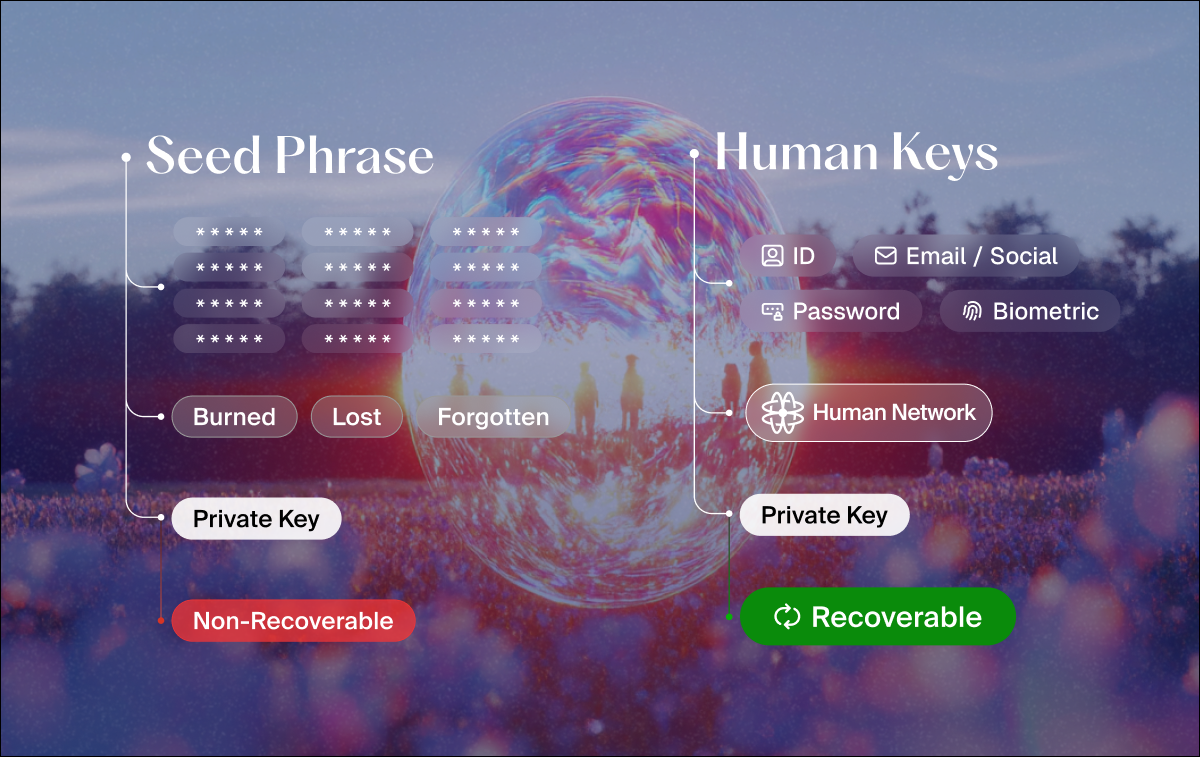 Seed Phrase
***** ***** *****
***** ***** *****
***** ***** *****
***** ***** *****
Burned Lost Forgotten
Private Key
Non-Recoverable
Human Keys
ID Email / Social
Password Biometric
Human Network
Private Key
Recoverable